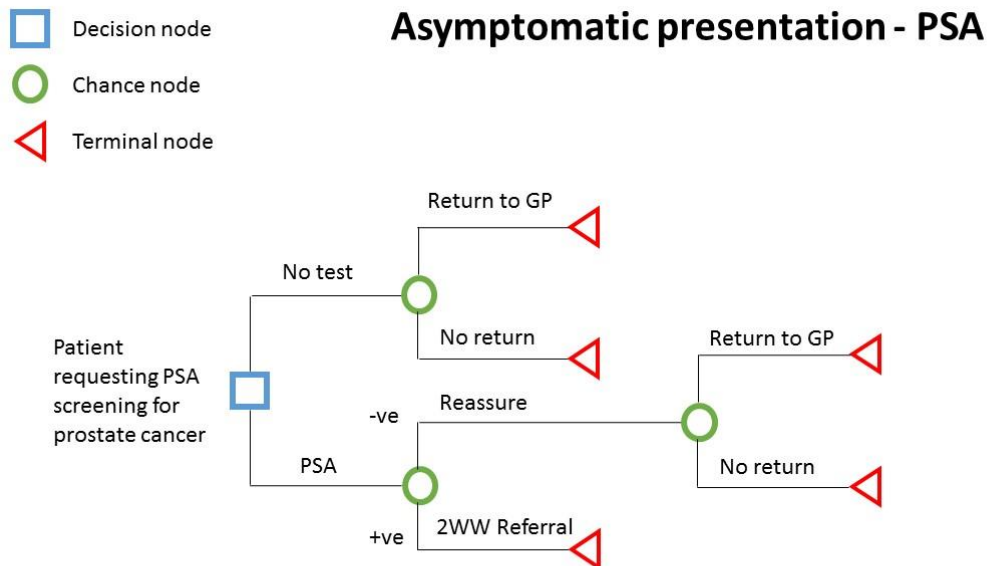 Decision node
Asymptomatic presentation - PSA
Chance node
Terminal node
Return to GP
No test
No return
Return to GP
Patient
requesting PSA
screening for
prostate cancer
-ve
Reassure
PSA
No return
+ve
2WW Referral